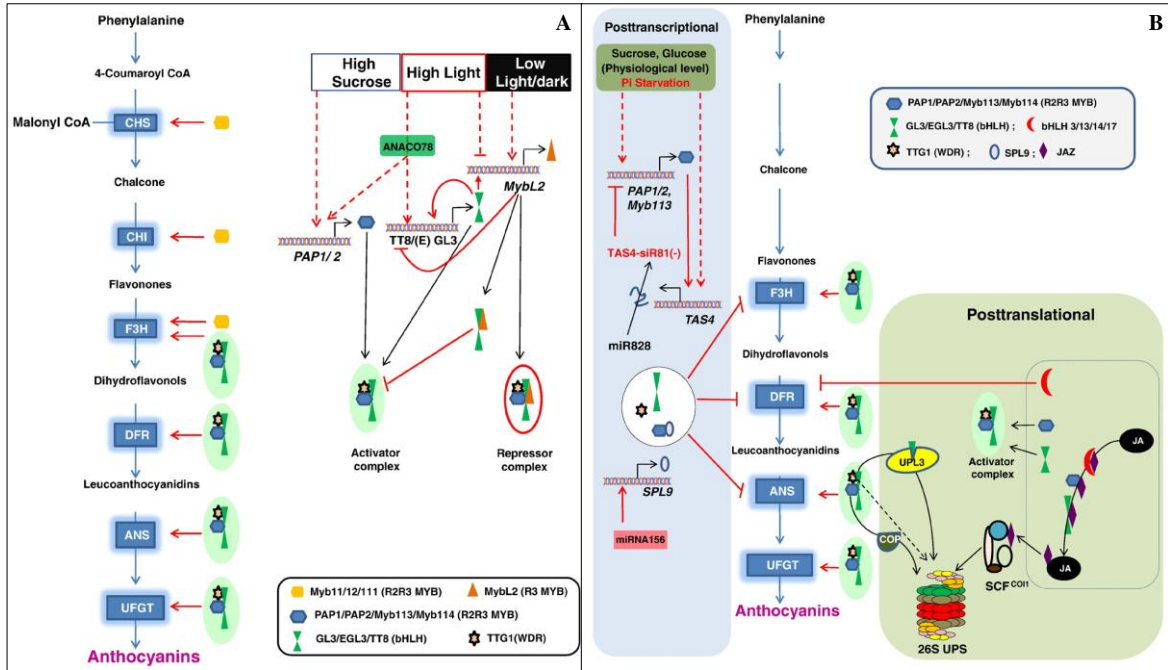 A
Phenylalanine
4-Coumaroyl CoA
Malonyl CoA
CHS
Chalcone
CHI
Flavonones
F3H
Dihydroflavonols
DFR
Leucoanthocyanidins
ANS
UFGT
Anthocyanins
High
Sucrose
High Light
Low
Light/dark
ANACO78
MybL2
PAP1/ 2
TT8/(E) GL3
Activator
complex
Repressor
complex
Myb11/12/111 (R2R3 MYB)
MybL2 (R3 MYB)
PAP1/PAP2/Myb113/Myb114 (R2R3 MYB)
GL3/EGL3/TT8 (bHLH)
TTG1(WDR)
B
Posttranscriptional
Sucrose, Glucose
(Physiological level)
Pi Starvation
PAP1/2,
Myb113
TAS4-siR81(-)
TAS4
miR828
SPL9
miRNA156
Phenylalanine
Chalcone
Flavonones
F3H
Dihydroflavonols
DFR
Leucoanthocyanidins
ANS
UFGT
Anthocyanins
PAP1/PAP2/Myb113/Myb114 (R2R3 MYB)
GL3/EGL3/TT8 (bHLH) ;
bHLH 3/13/14/17
TTG1 (WDR) ;
SPL9 ;
JAZ
Posttranslational
UPL3
COP
Activator
complex
JA
JA
SCF COI1
26S UPS